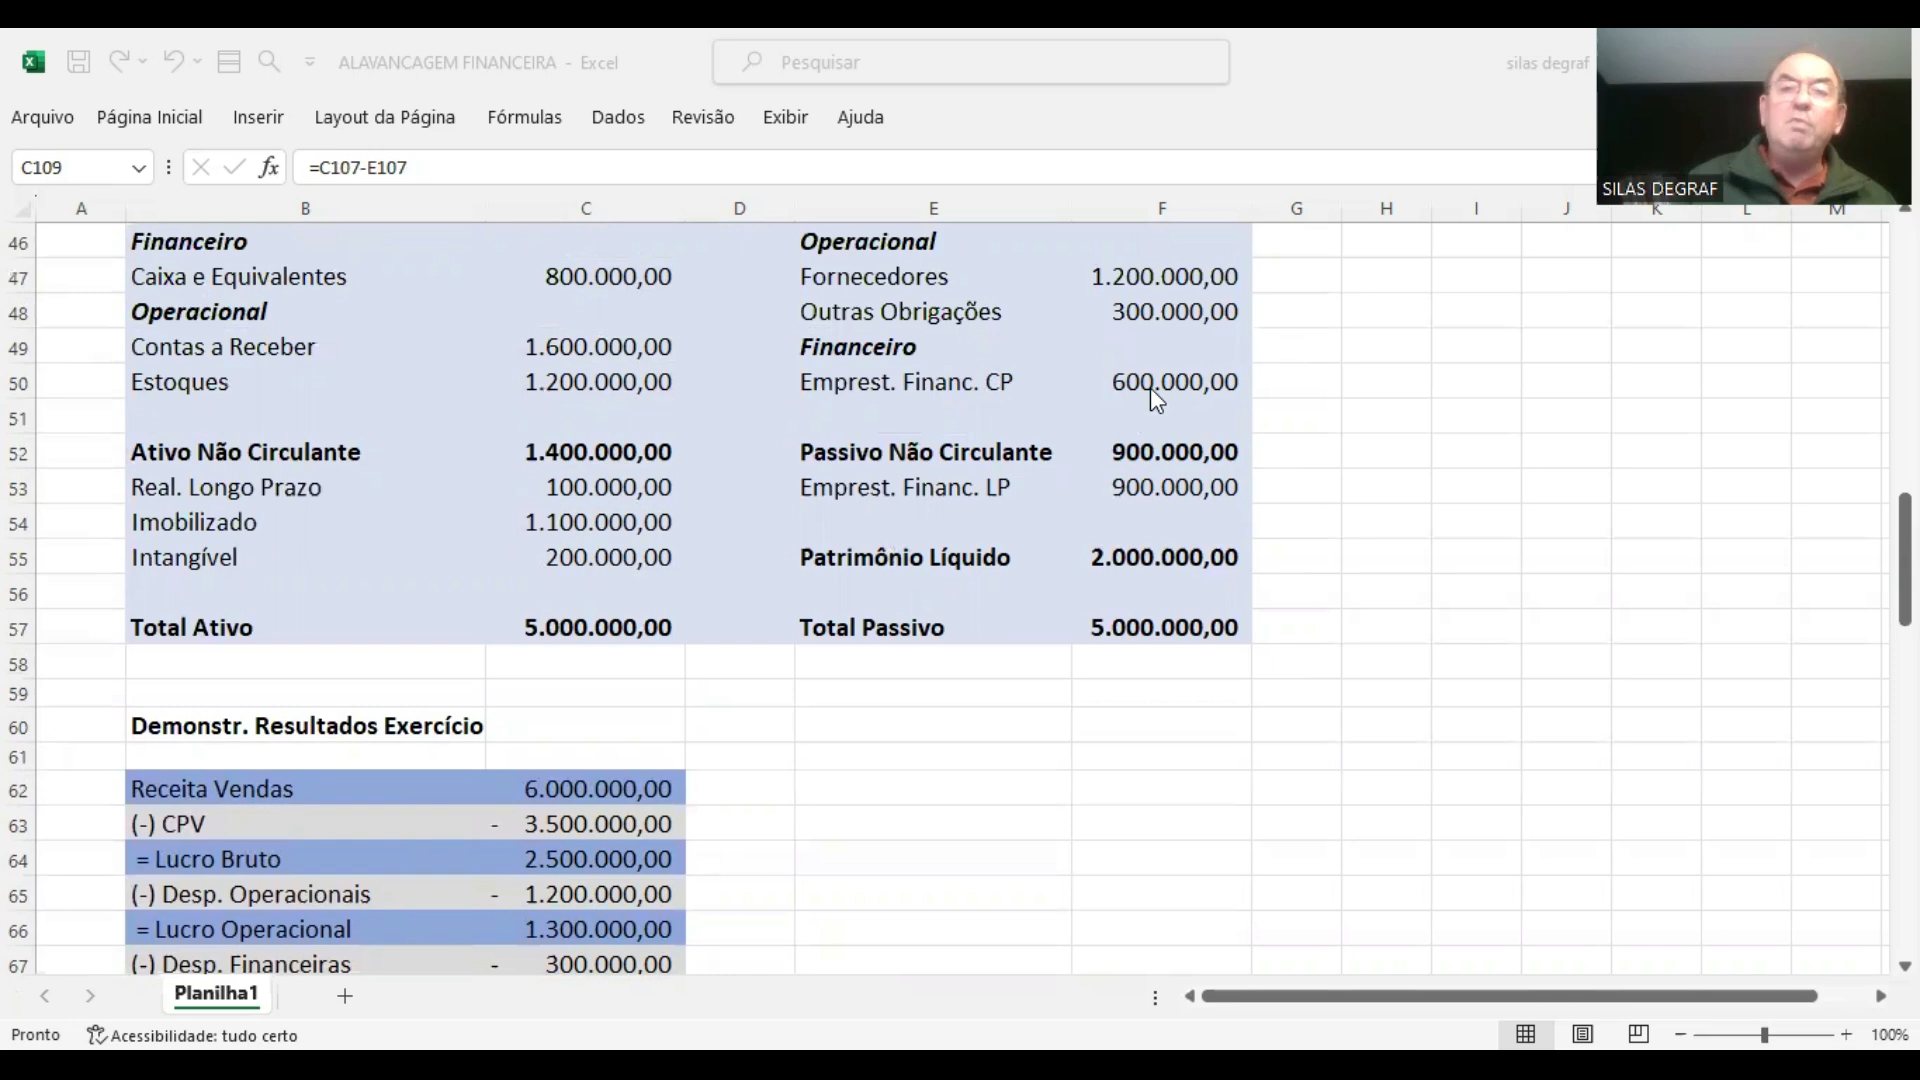 ALAVANCAGEM FINANCEIRA - Excel
Pesquisar
silas degraf
Arquivo Página Inicial Inserir Layout da Página Fórmulas Dados Revisão Exibir Ajuda
C109 fx =C107-E107
SILAS DEGRAF
A B C D E F G H I J K L M
46 Financeiro Operacional
47 Caixa e Equivalentes 800.000,00 Fornecedores 1.200.000,00
48 Operacional Outras Obrigações 300.000,00
49 Contas a Receber 1.600.000,00 Financeiro
50 Estoques 1.200.000,00 Emprest. Financ. CP 600.000,00
51
52 Ativo Não Circulante 1.400.000,00 Passivo Não Circulante 900.000,00
53 Real. Longo Prazo 100.000,00 Emprest. Financ. LP 900.000,00
54 Imobilizado 1.100.000,00
55 Intangível 200.000,00 Patrimônio Líquido 2.000.000,00
56
57 Total Ativo 5.000.000,00 Total Passivo 5.000.000,00
58
59
60 Demonstr. Resultados Exercício
61
62 Receita Vendas 6.000.000,00
63 (-) CPV - 3.500.000,00
64 = Lucro Bruto 2.500.000,00
65 (-) Desp. Operacionais - 1.200.000,00
66 = Lucro Operacional 1.300.000,00
67 (-) Desp. Financeiras - 300.000,00
Planilha1
Pronto Acessibilidade: tudo certo 100%